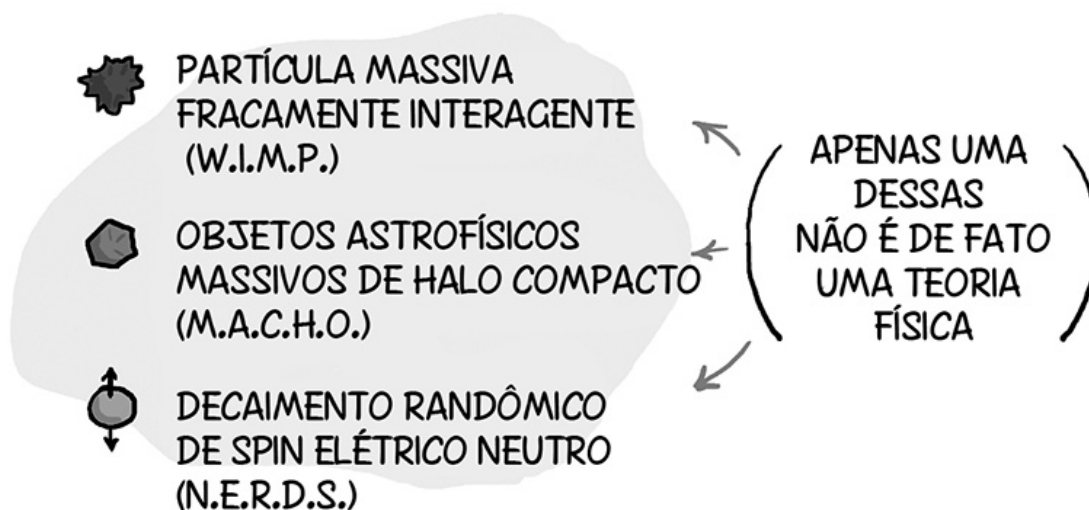 PARTÍCULA MASSIVA
FRACAMENTE INTERAGENTE
(W.I.M.P.)
OBJETOS ASTROFÍSICOS
MASSIVOS DE HALO COMPACTO
(M.A.C.H.O.)
DECAIMENTO RANDÔMICO
DE SPIN ELÉTRICO NEUTRO
(N.E.R.D.S.)
(APENAS UMA
DESSAS
NÃO É DE FATO
UMA TEORIA
FÍSICA)